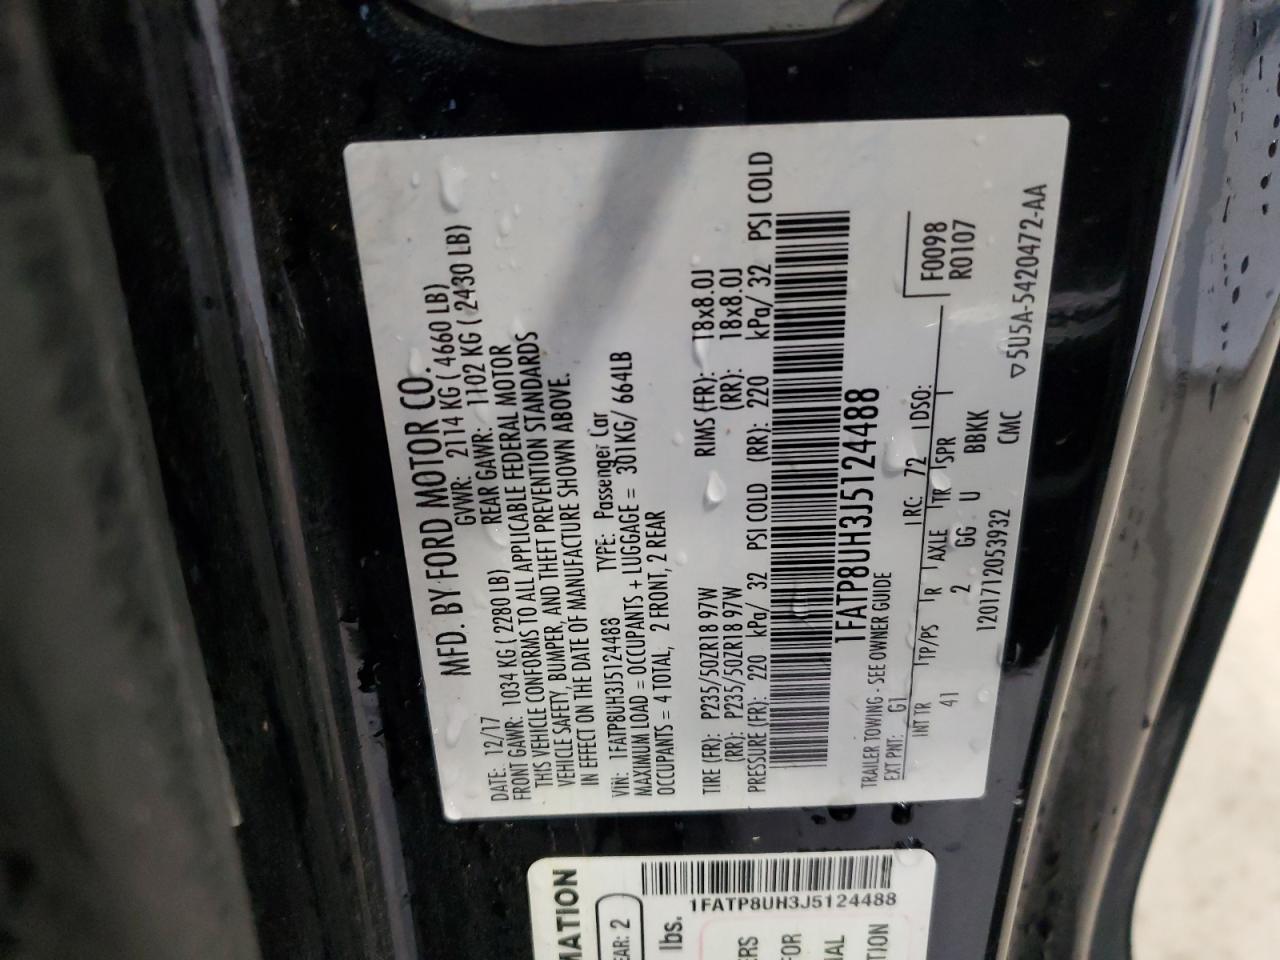 MFD. BY FORD MOTOR CO.
DATE: 12/17 GVWR: 2114 KG ( 4660 LB)
FRONT GAWR: 1034 KG ( 2280 LB) REAR GAWR: 1102 KG ( 2430 LB)
THIS VEHICLE CONFORMS TO ALL APPLICABLE FEDERAL MOTOR
VEHICLE SAFETY, BUMPER, AND THEFT PREVENTION STANDARDS
IN EFFECT ON THE DATE OF MANUFACTURE SHOWN ABOVE.
VIN: 1FATP8UH3J5124488 TYPE: Passenger Car
MAXIMUM LOAD = OCCUPANTS + LUGGAGE = 301KG/ 664LB
OCCUPANTS = 4 TOTAL, 2 FRONT, 2 REAR
TIRE (FR): P235/50ZR18 97W RIMS (FR): 18x8.0J
(RR): P235/50ZR18 97W (RR): 18x8.0J
PRESSURE (FR): 220 kPa/ 32 PSI COLD (RR): 220 kPa/ 32 PSI COLD
1FATP8UH3J5124488
TRAILER TOWING - SEE OWNER GUIDE
EXT PNT: G1 RC: 72 DSO: F0098
INT TR TP/PS R AXLE TR SPR R0107
41 2 GG U BBKK
1201712053932 CMC
▽5U5A-5420472-AA
MATION
EAR: 2
lbs.
1FATP8UH3J5124488
ERS
FOR
NAL
TION